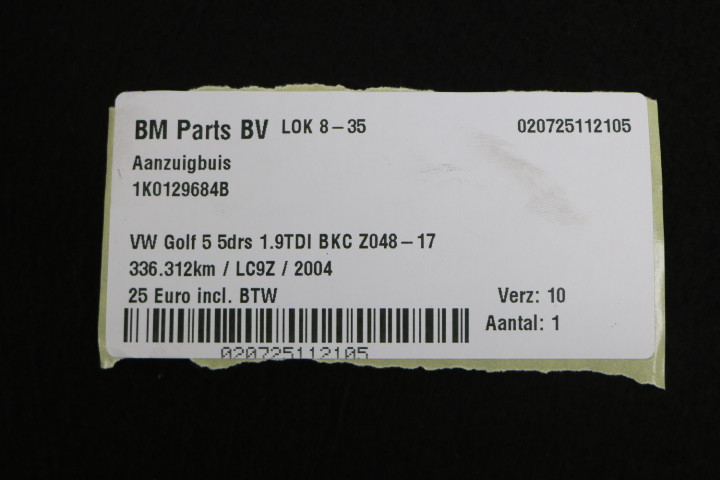 BM Parts BV LOK 8-35 020725112105
Aanzuigbuis
1K0129684B
VW Golf 5 5drs 1.9TDI BKC Z048-17
336.312km / LC9Z / 2004
25 Euro incl. BTW Verz: 10
Aantal: 1
020725112105